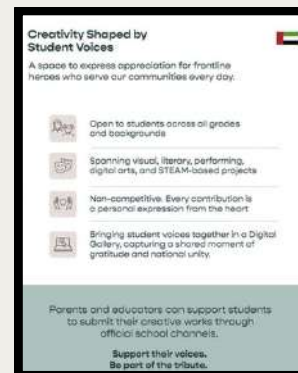 Creativity Shaped by
Student Voices
A space to express appreciation for frontline
heroes who serve our communities every day.
Open to students across all grades
and backgrounds
Spanning visual, literary, performing,
digital arts, and STEAM-based projects
Non-competitive. Every contribution is
a personal expression from the heart
Bringing student voices together in a Digital
Gallery, capturing a shared moment of
gratitude and national unity.
Parents and educators can support students
to submit their creative works through
official school channels.
Support their voices.
Be part of the tribute.